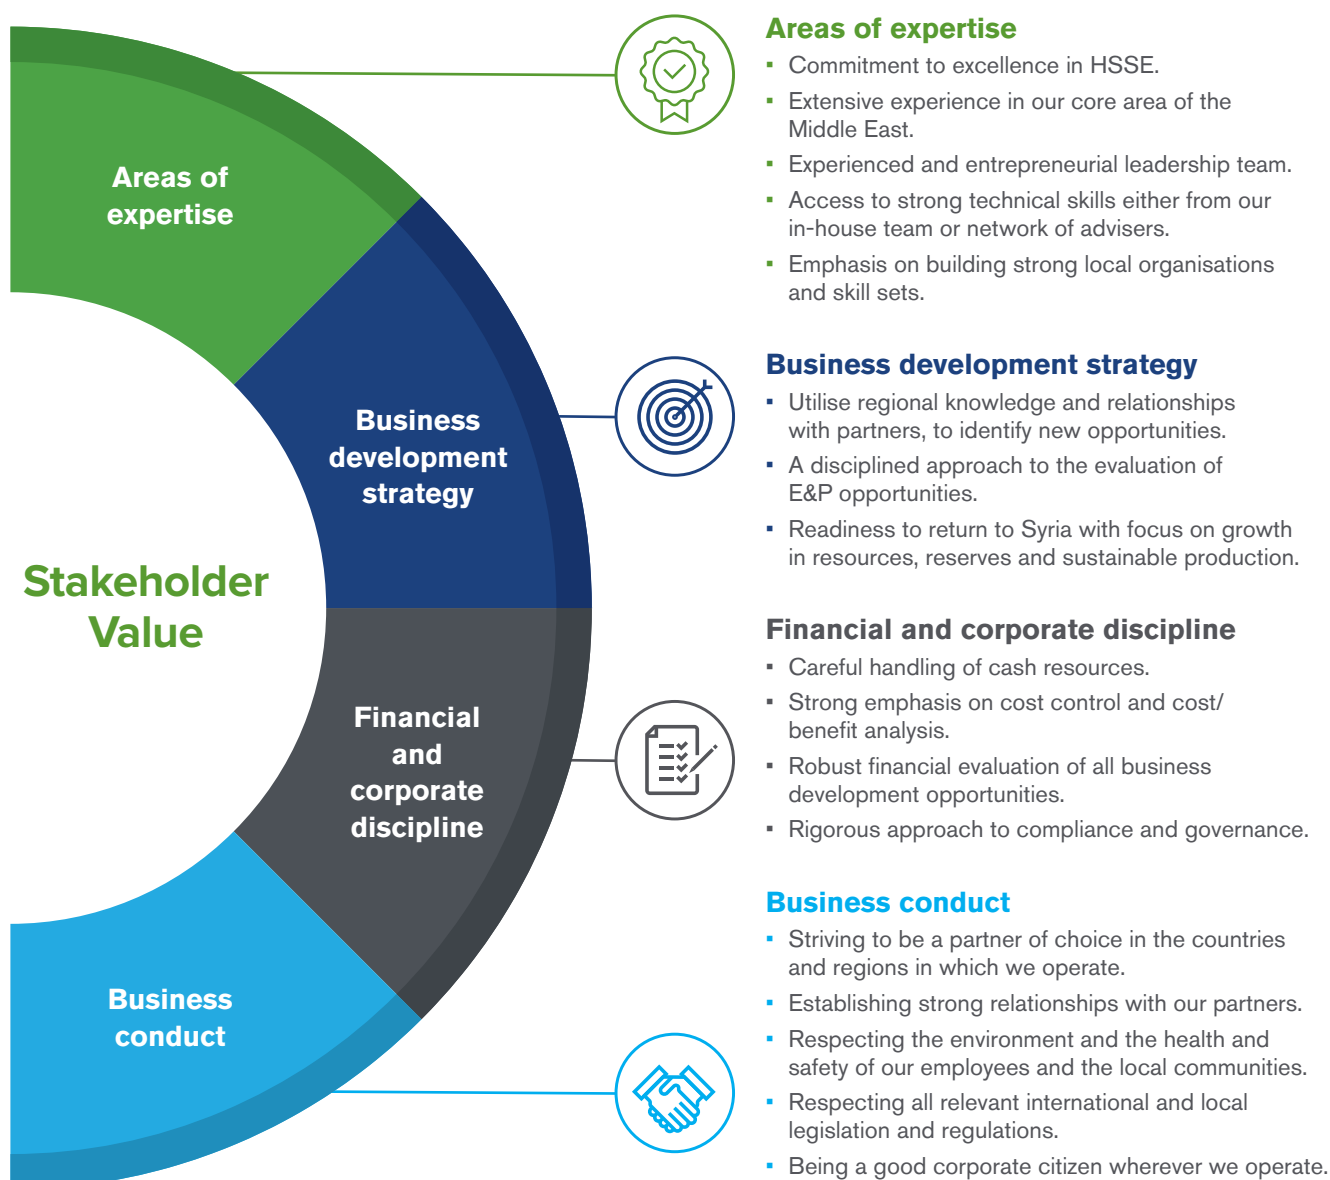 Areas of
expertise
Business
development
strategy
Stakeholder
Value
Financial
and
corporate
discipline
Business
conduct
Areas of expertise
▪ Commitment to excellence in HSSE.
▪ Extensive experience in our core area of the
Middle East.
▪ Experienced and entrepreneurial leadership team.
▪ Access to strong technical skills either from our
in-house team or network of advisers.
▪ Emphasis on building strong local organisations
and skill sets.
Business development strategy
▪ Utilise regional knowledge and relationships
with partners, to identify new opportunities.
▪ A disciplined approach to the evaluation of
E&P opportunities.
▪ Readiness to return to Syria with focus on growth
in resources, reserves and sustainable production.
Financial and corporate discipline
▪ Careful handling of cash resources.
▪ Strong emphasis on cost control and cost/
benefit analysis.
▪ Robust financial evaluation of all business
development opportunities.
▪ Rigorous approach to compliance and governance.
Business conduct
▪ Striving to be a partner of choice in the countries
and regions in which we operate.
▪ Establishing strong relationships with our partners.
▪ Respecting the environment and the health and
safety of our employees and the local communities.
▪ Respecting all relevant international and local
legislation and regulations.
▪ Being a good corporate citizen wherever we operate.